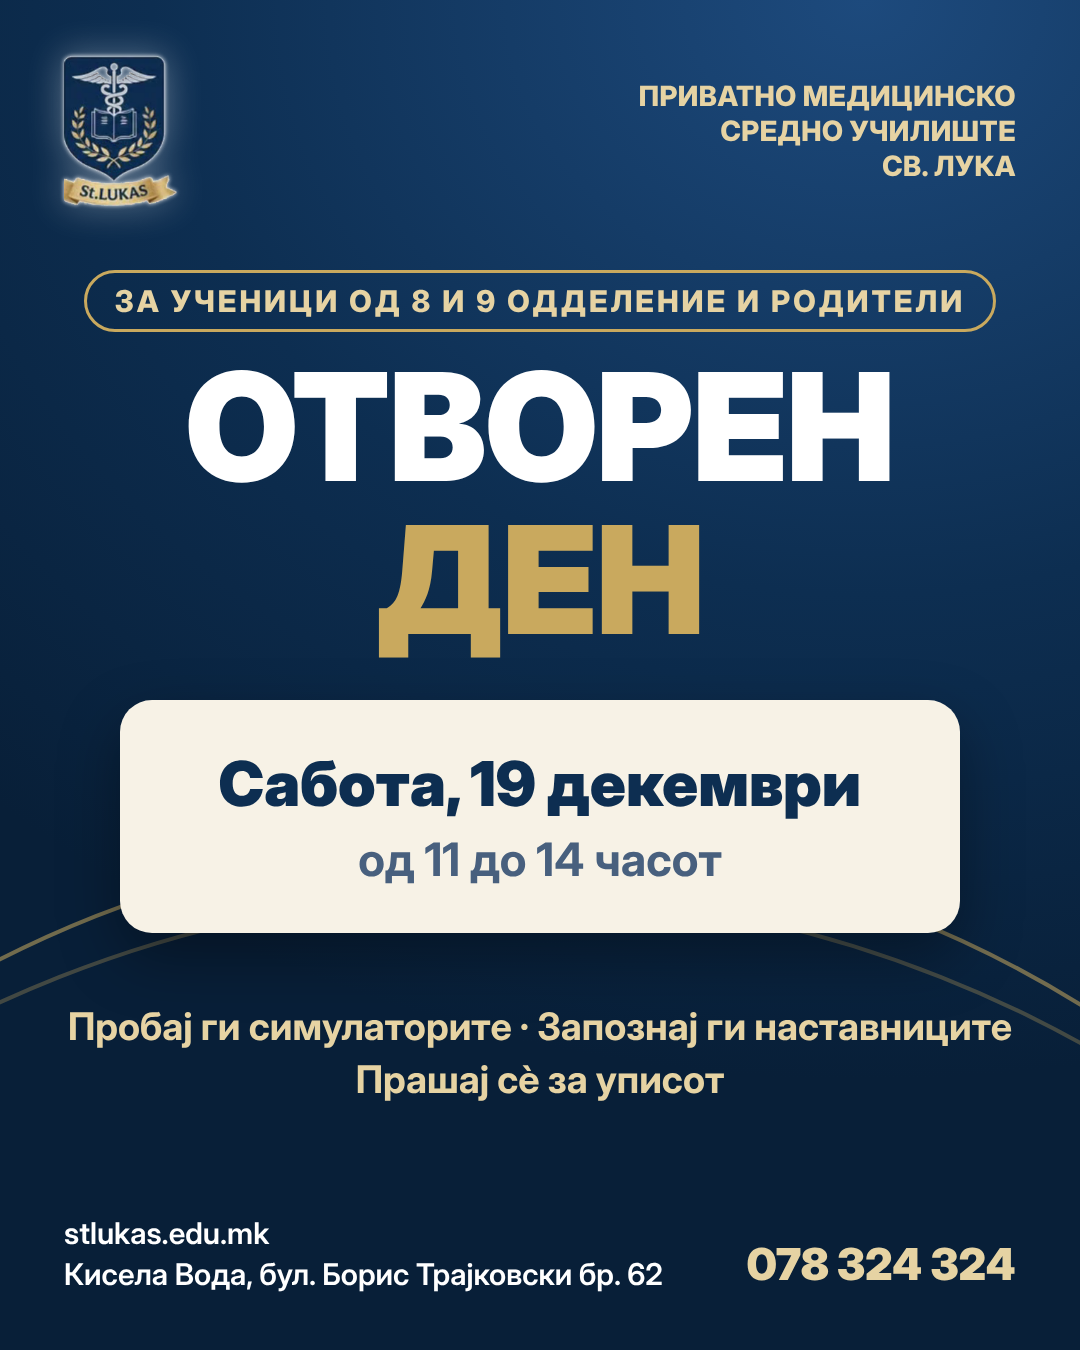 St.LUKAS
ПРИВАТНО МЕДИЦИНСКО
СРЕДНО УЧИЛИШТЕ
СВ. ЛУКА
ЗА УЧЕНИЦИ ОД 8 И 9 ОДДЕЛЕНИЕ И РОДИТЕЛИ
ОТВОРЕН
ДЕН
Сабота, 19 декември
од 11 до 14 часот
Пробај ги симулаторите · Запознај ги наставниците
Прашај сѐ за уписот
stlukas.edu.mk
Кисела Вода, бул. Борис Трајковски бр. 62
078 324 324